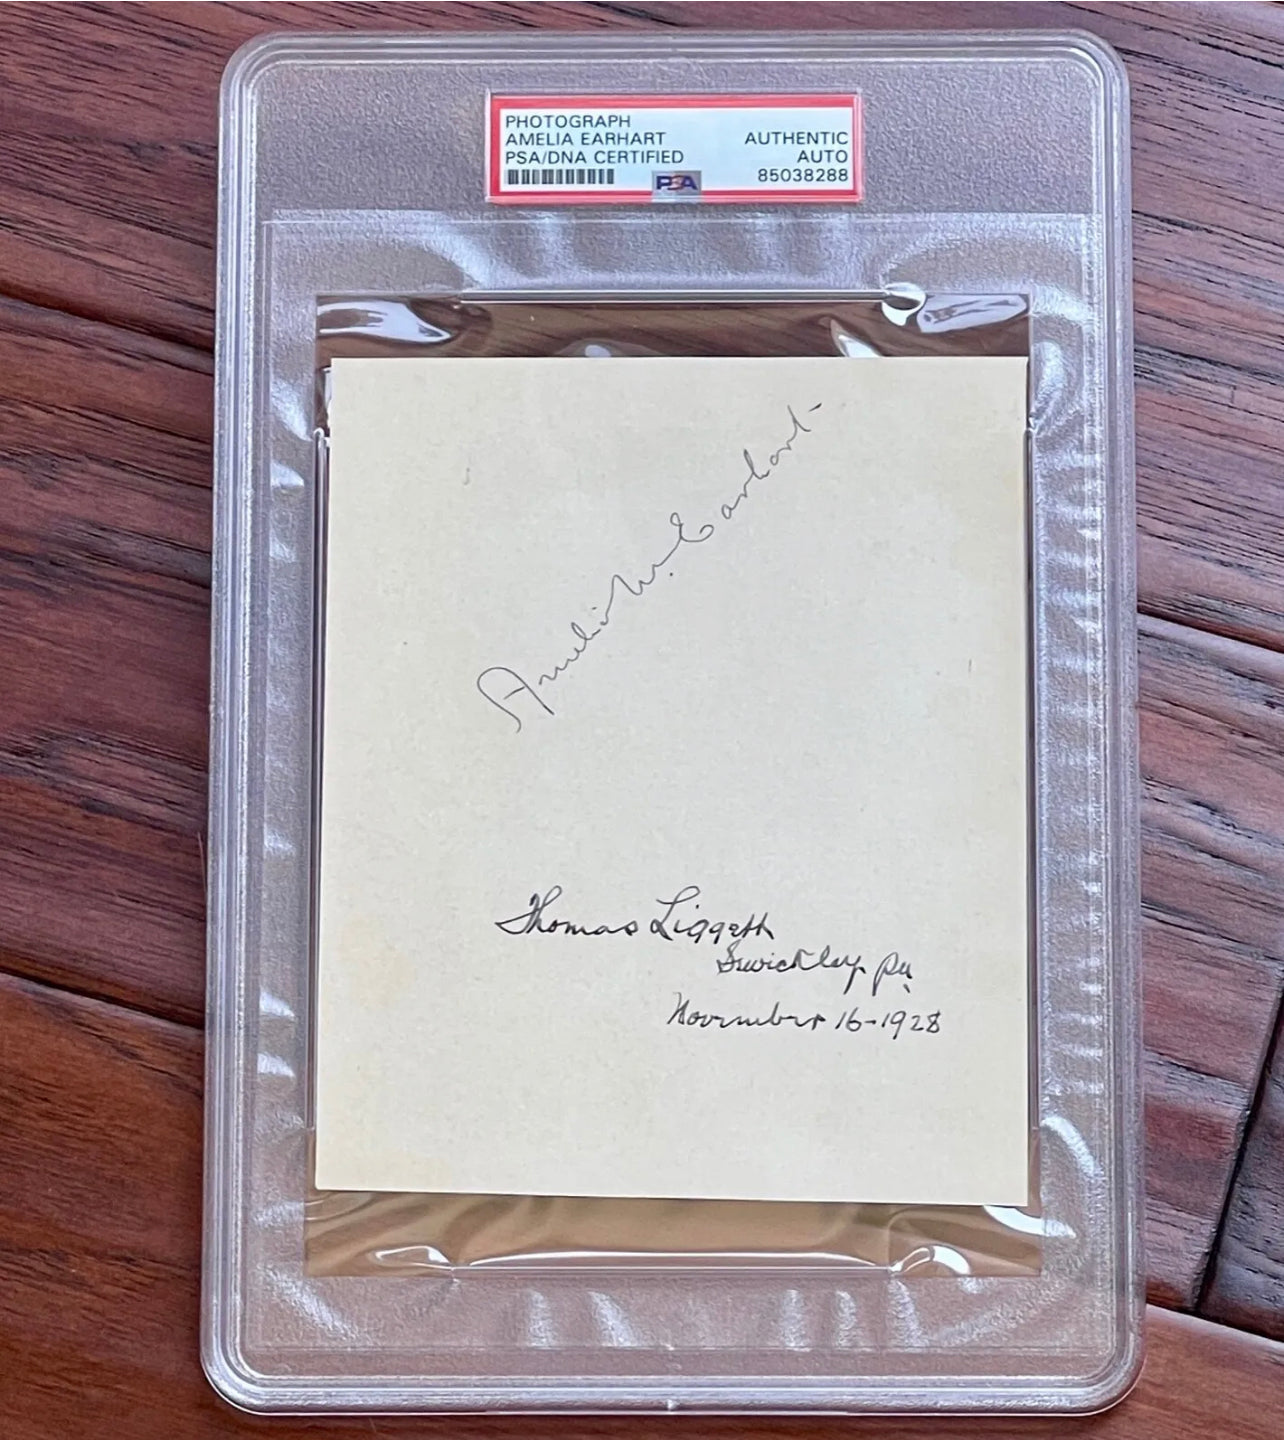 PHOTOGRAPH
AMELIA EARHART
PSA/DNA CERTIFIED
AUTHENTIC
AUTO
85038288
PSA
Amelia M. Earhart
Thomas Liggett
Sewickley, Pa.
November 16-1928